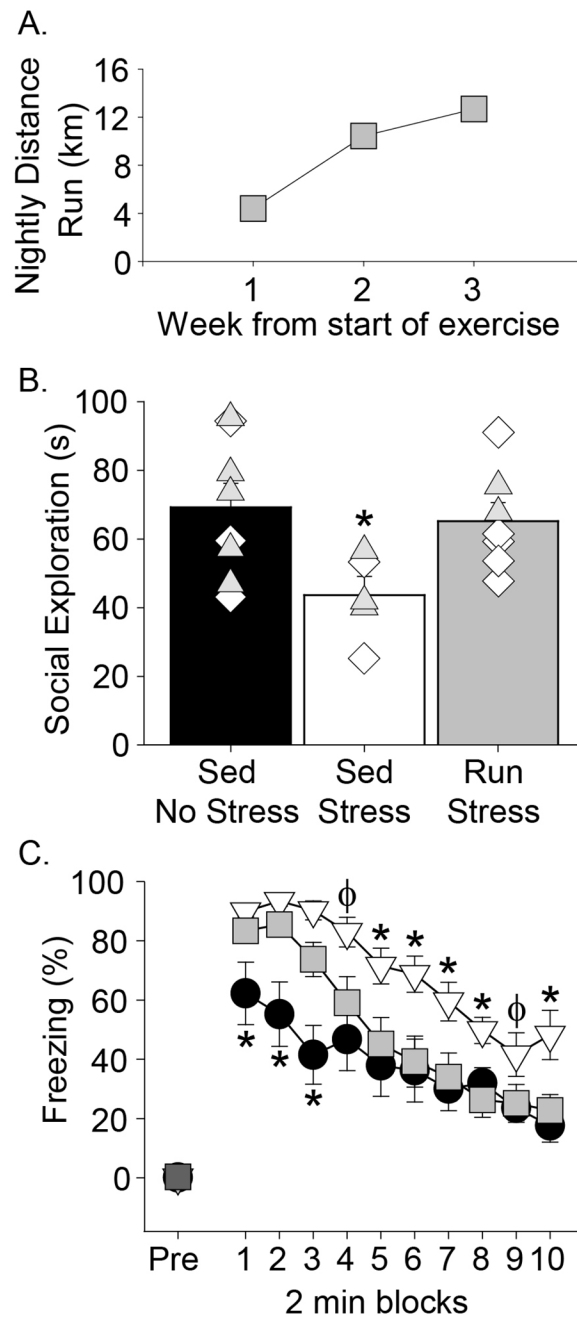 A.
16
12
8
4
0
Nightly Distance
Run (km)
1 2 3
Week from start of exercise
B.
100
80
60
40
20
0
Social Exploration (s)
*
Sed Sed Run
No Stress Stress Stress
C.
100
80
60
40
20
0
Freezing (%)
ϕ * * * * ϕ *
* * *
Pre 1 2 3 4 5 6 7 8 9 10
2 min blocks